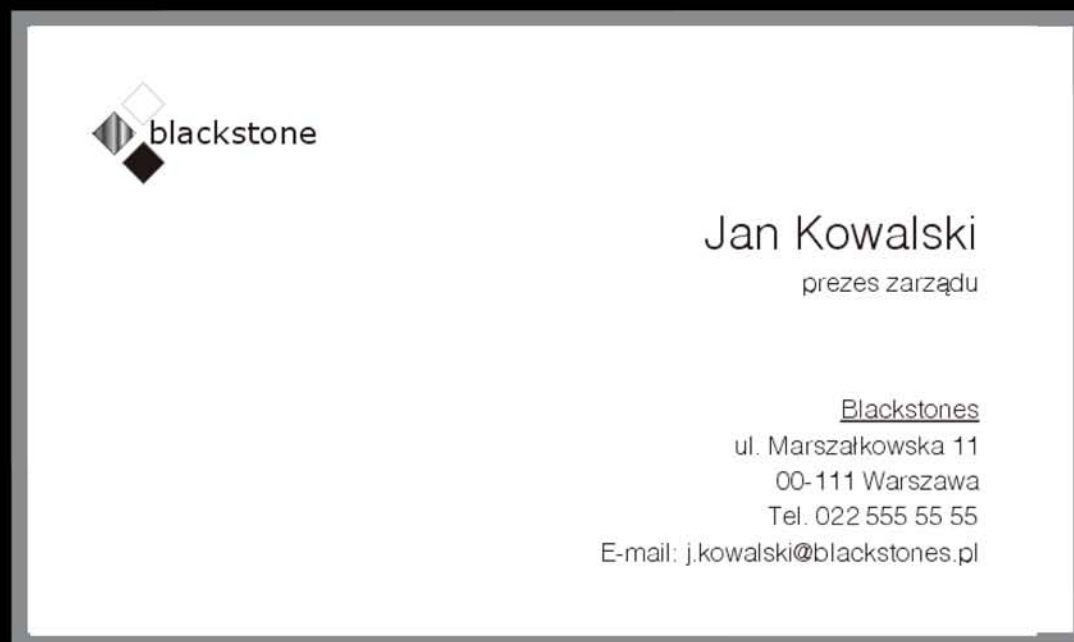 blackstone
Jan Kowalski
prezes zarządu
Blackstones
ul. Marszałkowska 11
00-111 Warszawa
Tel. 022 555 55 55
E-mail: j.kowalski@blackstones.pl